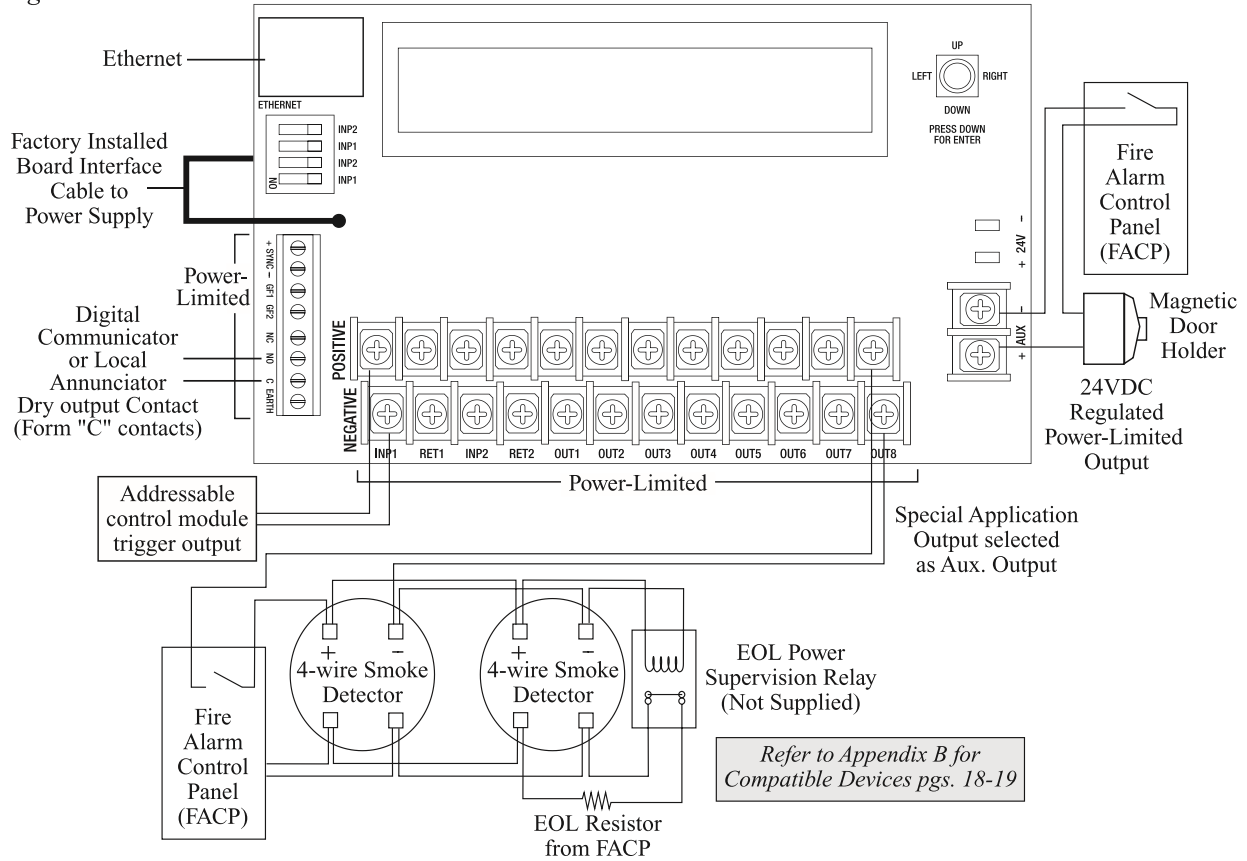 Ethernet
ETHERNET
INP2
INP1
INP2
INP1
ON
Factory Installed
Board Interface
Cable to
Power Supply
UP
LEFT
RIGHT
DOWN
PRESS DOWN
FOR ENTER
Fire
Alarm
Control
Panel
(FACP)
Power-
Limited
+ SYNC −
GF1
GF2
NC
NO
C
EARTH
Digital
Communicator
or Local
Annunciator
Dry output Contact
(Form "C" contacts)
+ 24V −
+ AUX −
Magnetic
Door
Holder
24VDC
Regulated
Power-Limited
Output
POSITIVE
NEGATIVE
INP1 RET1 INP2 RET2 OUT1 OUT2 OUT3 OUT4 OUT5 OUT6 OUT7 OUT8
Power-Limited
Addressable
control module
trigger output
Special Application
Output selected
as Aux. Output
+ −
4-wire Smoke
Detector
+ −
4-wire Smoke
Detector
EOL Power
Supervision Relay
(Not Supplied)
Fire
Alarm
Control
Panel
(FACP)
Refer to Appendix B for
Compatible Devices pgs. 18-19
EOL Resistor
from FACP